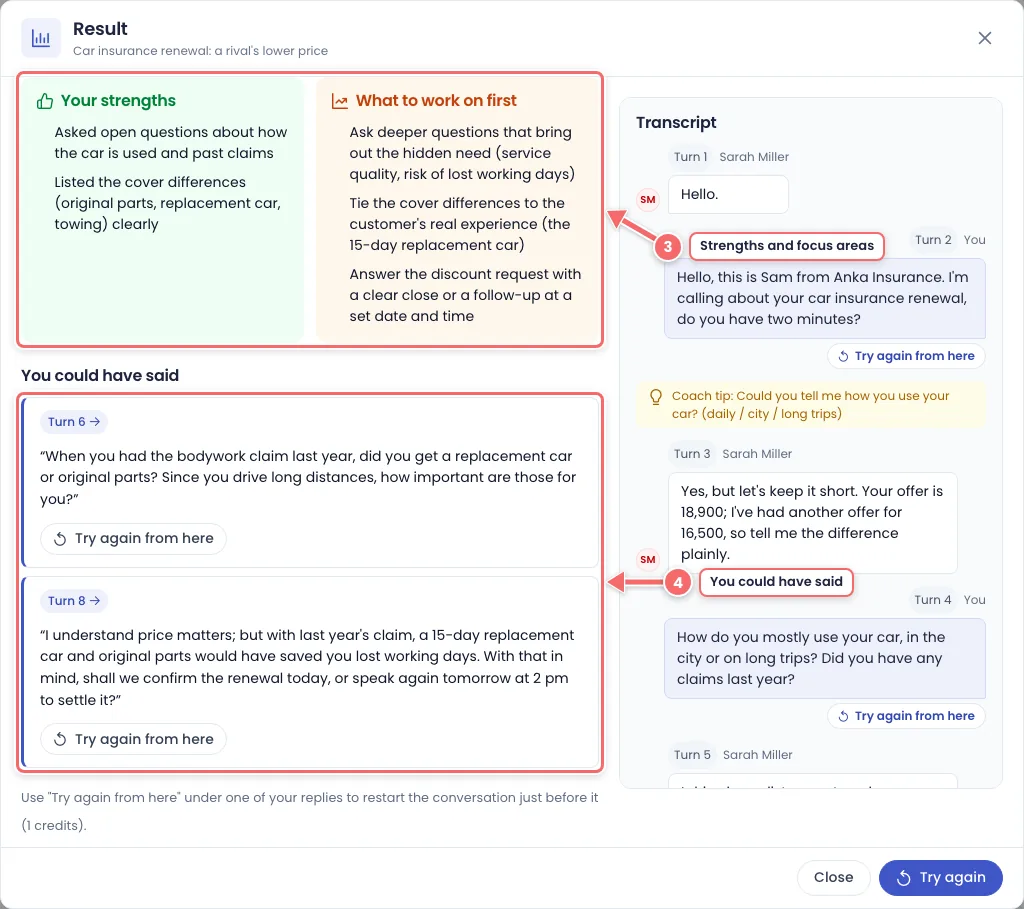 Result
Car insurance renewal: a rival's lower price
Your strengths
Asked open questions about how
the car is used and past claims
Listed the cover differences
(original parts, replacement car,
towing) clearly
What to work on first
Ask deeper questions that bring
out the hidden need (service
quality, risk of lost working days)
Tie the cover differences to the
customer's real experience (the
15-day replacement car)
Answer the discount request with
a clear close or a follow-up at a
set date and time
You could have said
Turn 6 →
“When you had the bodywork claim last year, did you get a replacement car
or original parts? Since you drive long distances, how important are those for
you?”
Try again from here
Turn 8 →
“I understand price matters; but with last year's claim, a 15-day replacement
car and original parts would have saved you lost working days. With that in
mind, shall we confirm the renewal today, or speak again tomorrow at 2 pm
to settle it?”
Try again from here
Use "Try again from here" under one of your replies to restart the conversation just before it
(1 credits).
Transcript
Turn 1 Sarah Miller
SM
Hello.
3
Strengths and focus areas
Turn 2 You
Hello, this is Sam from Anka Insurance. I'm
calling about your car insurance renewal,
do you have two minutes?
Try again from here
Coach tip: Could you tell me how you use your
car? (daily / city / long trips)
Turn 3 Sarah Miller
Yes, but let's keep it short. Your offer is
18,900; I've had another offer for
16,500, so tell me the difference
plainly.
SM
4
You could have said
Turn 4 You
How do you mostly use your car, in the
city or on long trips? Did you have any
claims last year?
Try again from here
Turn 5 Sarah Miller
Close
Try again